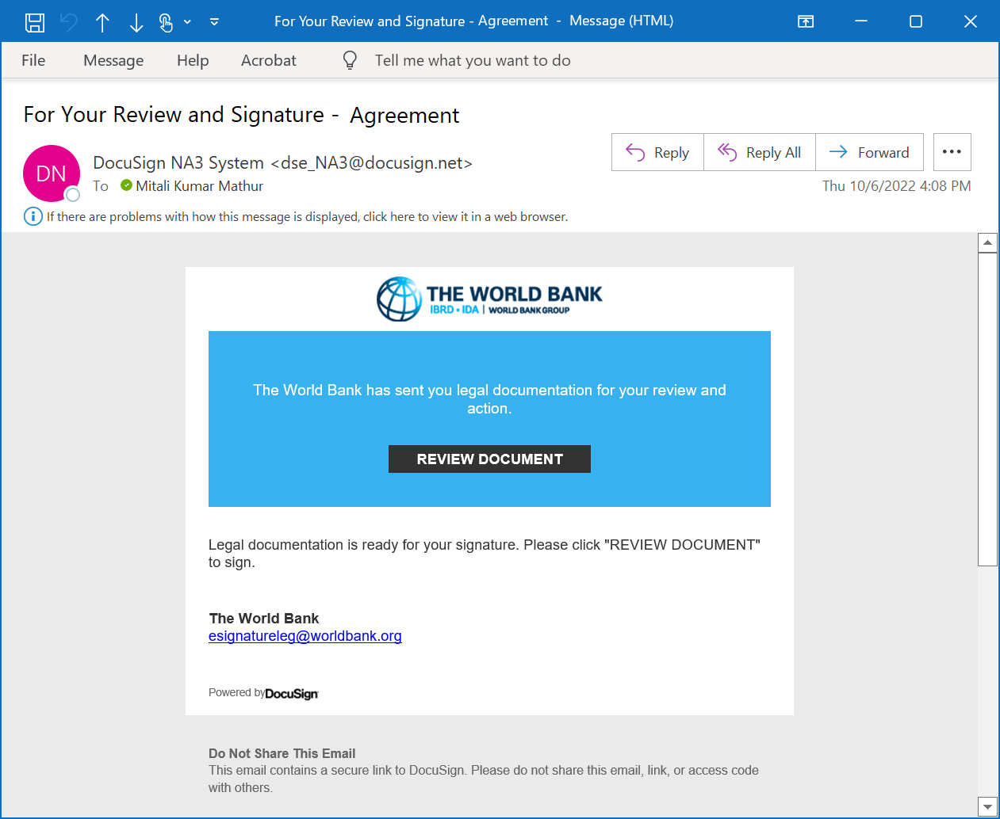 For Your Review and Signature - Agreement - Message (HTML)
File Message Help Acrobat Tell me what you want to do
For Your Review and Signature - Agreement
DN
DocuSign NA3 System <dse_NA3@docusign.net>
To Mitali Kumar Mathur
Reply Reply All Forward
Thu 10/6/2022 4:08 PM
If there are problems with how this message is displayed, click here to view it in a web browser.
THE WORLD BANK
IBRD • IDA | WORLD BANK GROUP
The World Bank has sent you legal documentation for your review and
action.
REVIEW DOCUMENT
Legal documentation is ready for your signature. Please click "REVIEW DOCUMENT"
to sign.
The World Bank
esignatureleg@worldbank.org
Powered by DocuSign
Do Not Share This Email
This email contains a secure link to DocuSign. Please do not share this email, link, or access code
with others.